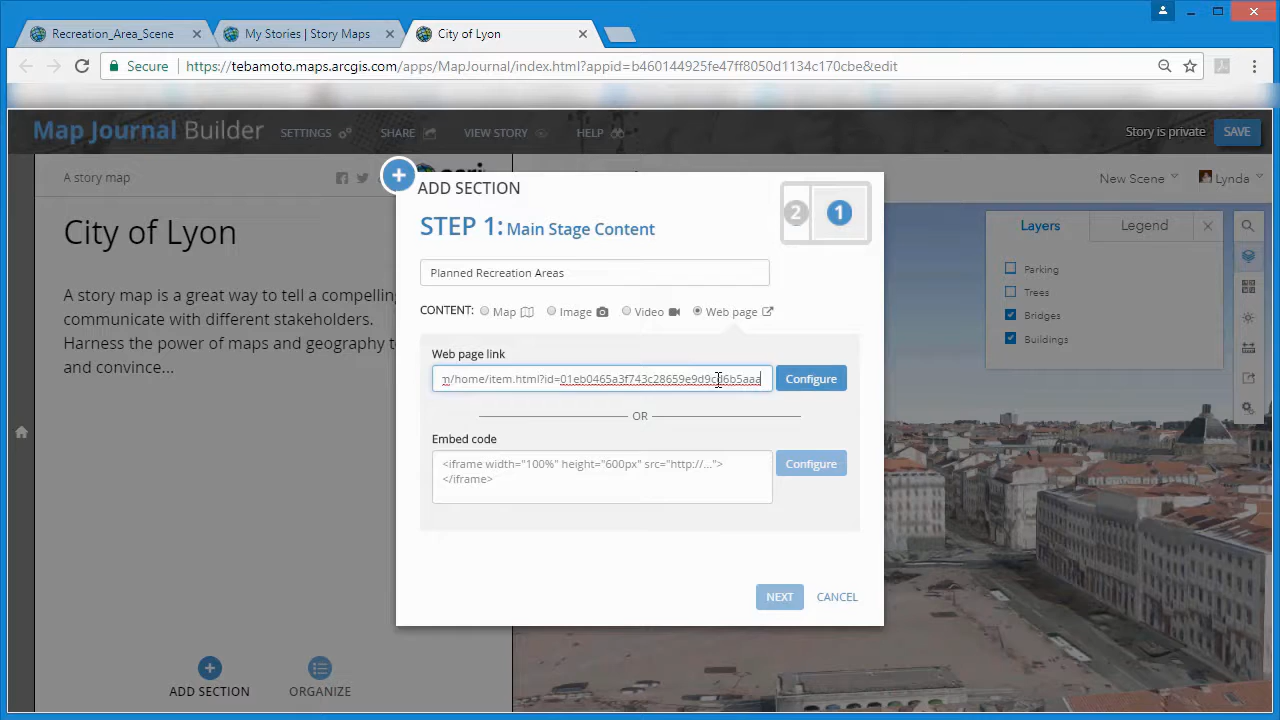 Recreation_Area_Scene
My Stories | Story Maps
City of Lyon
Secure
https://tebamoto.maps.arcgis.com/apps/MapJournal/index.html?appid=b460144925fe47ff8050d1134c170cbe&edit
Map Journal Builder
SETTINGS
SHARE
VIEW STORY
HELP
Story is private
SAVE
A story map
New Scene
Lynda
City of Lyon
A story map is a great way to tell a compelling
communicate with different stakeholders.
Harness the power of maps and geography t
and convince...
ADD SECTION
STEP 1: Main Stage Content
2
1
Planned Recreation Areas
CONTENT:
Map
Image
Video
Web page
Web page link
m/home/item.html?id=01eb0465a3f743c28659e9d9cd6b5aaa
Configure
OR
Embed code
<iframe width="100%" height="600px" src="http://...">
</iframe>
Configure
NEXT
CANCEL
Layers
Legend
Parking
Trees
Bridges
Buildings
ADD SECTION
ORGANIZE